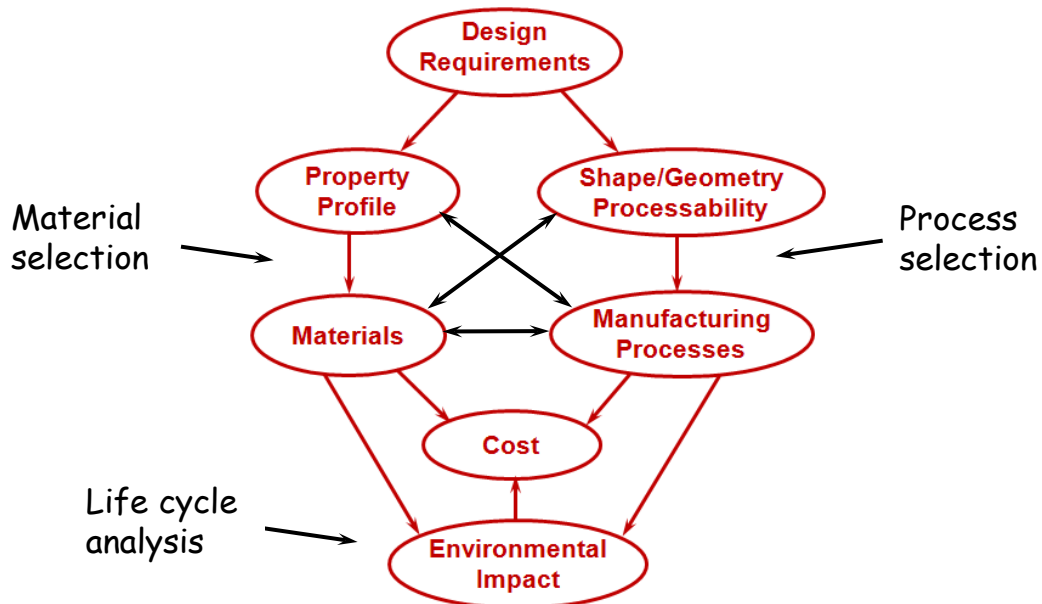 Design
Requirements
Property
Profile
Shape/Geometry
Processability
Material
selection
Process
selection
Materials
Manufacturing
Processes
Cost
Life cycle
analysis
Environmental
Impact